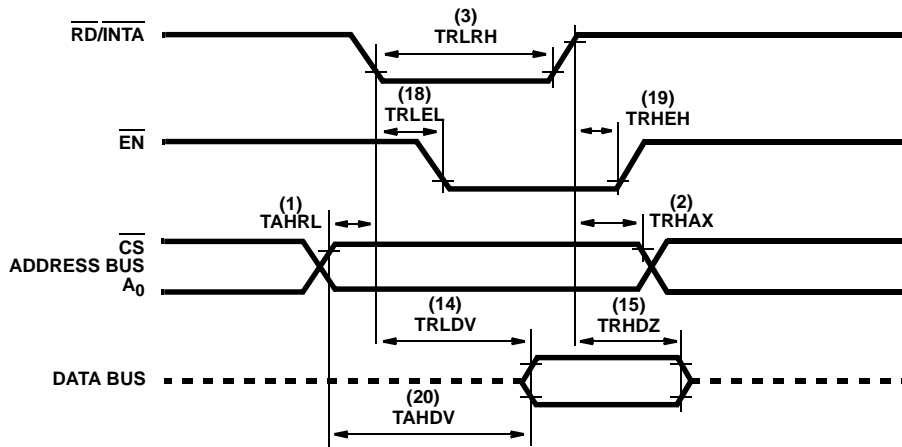 (3)
RD/INTA
TRLRH
(18)
TRLEL
(19)
TRHEH
EN
(1)
TAHRL
(2)
TRHAX
CS
ADDRESS BUS
A0
(14)
TRLDV
(15)
TRHDZ
DATA BUS
(20)
TAHDV